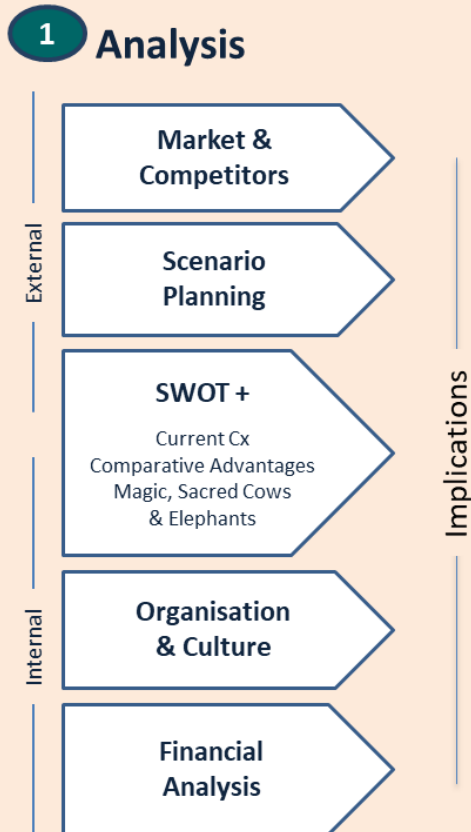 1 Analysis
External
Market &
Competitors
Scenario
Planning
SWOT +
Current Cx
Comparative Advantages
Magic, Sacred Cows
& Elephants
Internal
Organisation
& Culture
Financial
Analysis
Implications